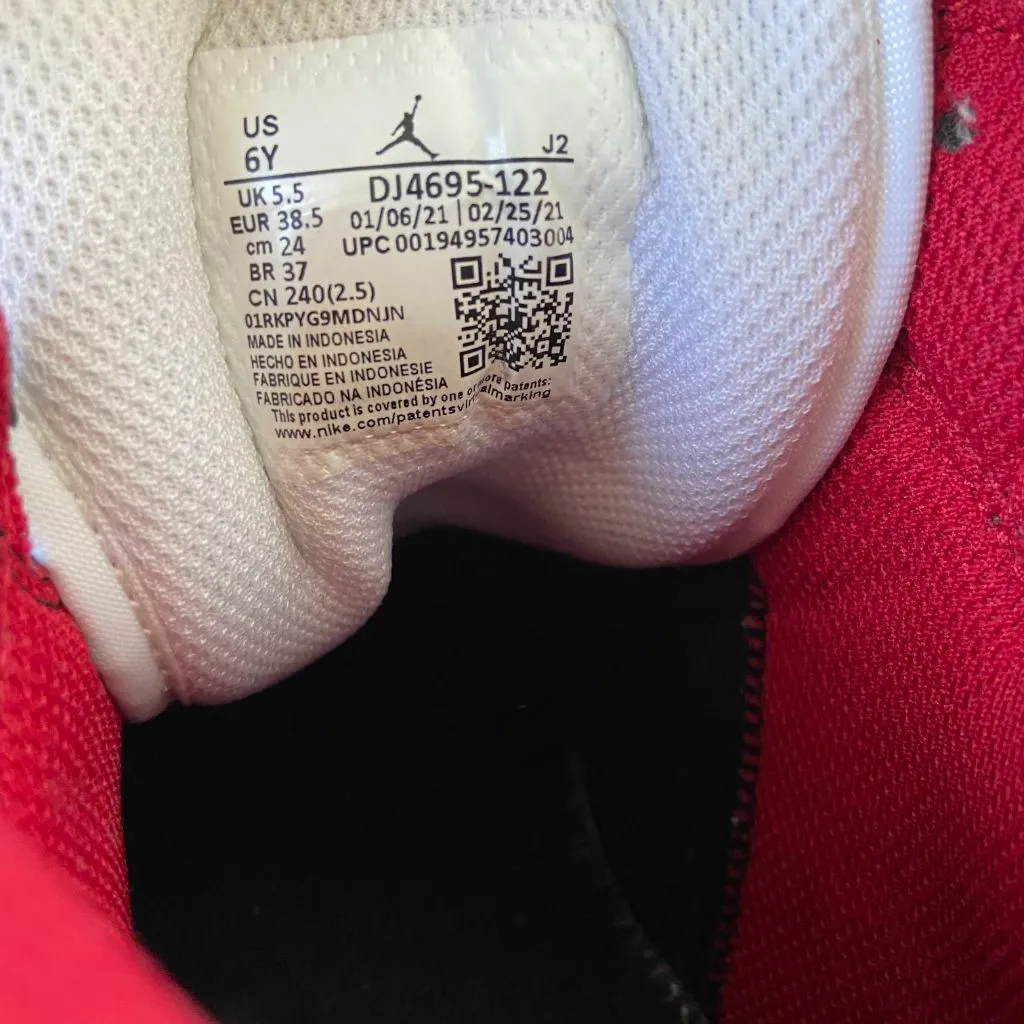 US
6Y
J2
UK 5.5
DJ4695-122
EUR 38.5
01/06/21 | 02/25/21
cm 24
UPC 00194957403004
BR 37
CN 240(2.5)
01RKPYG9MDNJN
MADE IN INDONESIA
HECHO EN INDONESIA
FABRIQUE EN INDONESIE
FABRICADO NA INDONÉSIA
This product is covered by one or more patents:
www.nike.com/patentsvirtualmarking